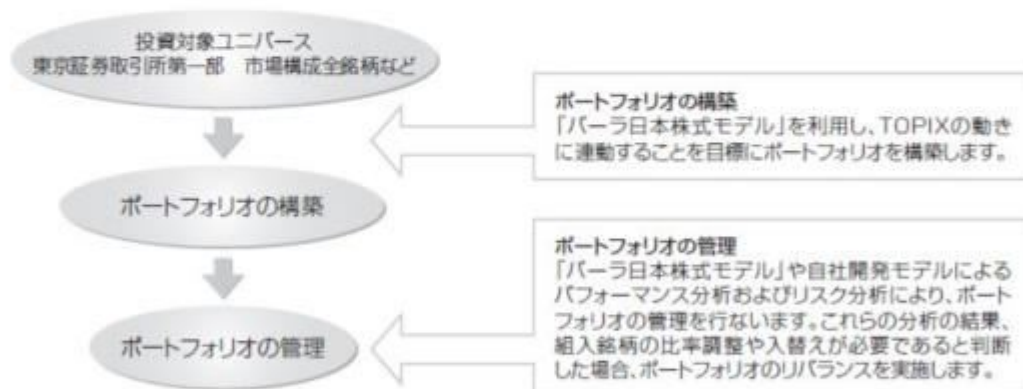 投資対象ユニバース
東京証券取引所第一部　市場構成全銘柄など
ポートフォリオの構築
「バーラ日本株式モデル」を利用し、TOPIXの動き
に連動することを目標にポートフォリオを構築します。
ポートフォリオの構築
ポートフォリオの管理
「バーラ日本株式モデル」や自社開発モデルによる
パフォーマンス分析およびリスク分析により、ポート
フォリオの管理を行ないます。これらの分析の結果、
組入銘柄の比率調整や入替えが必要であると判断
した場合、ポートフォリオのリバランスを実施します。
ポートフォリオの管理